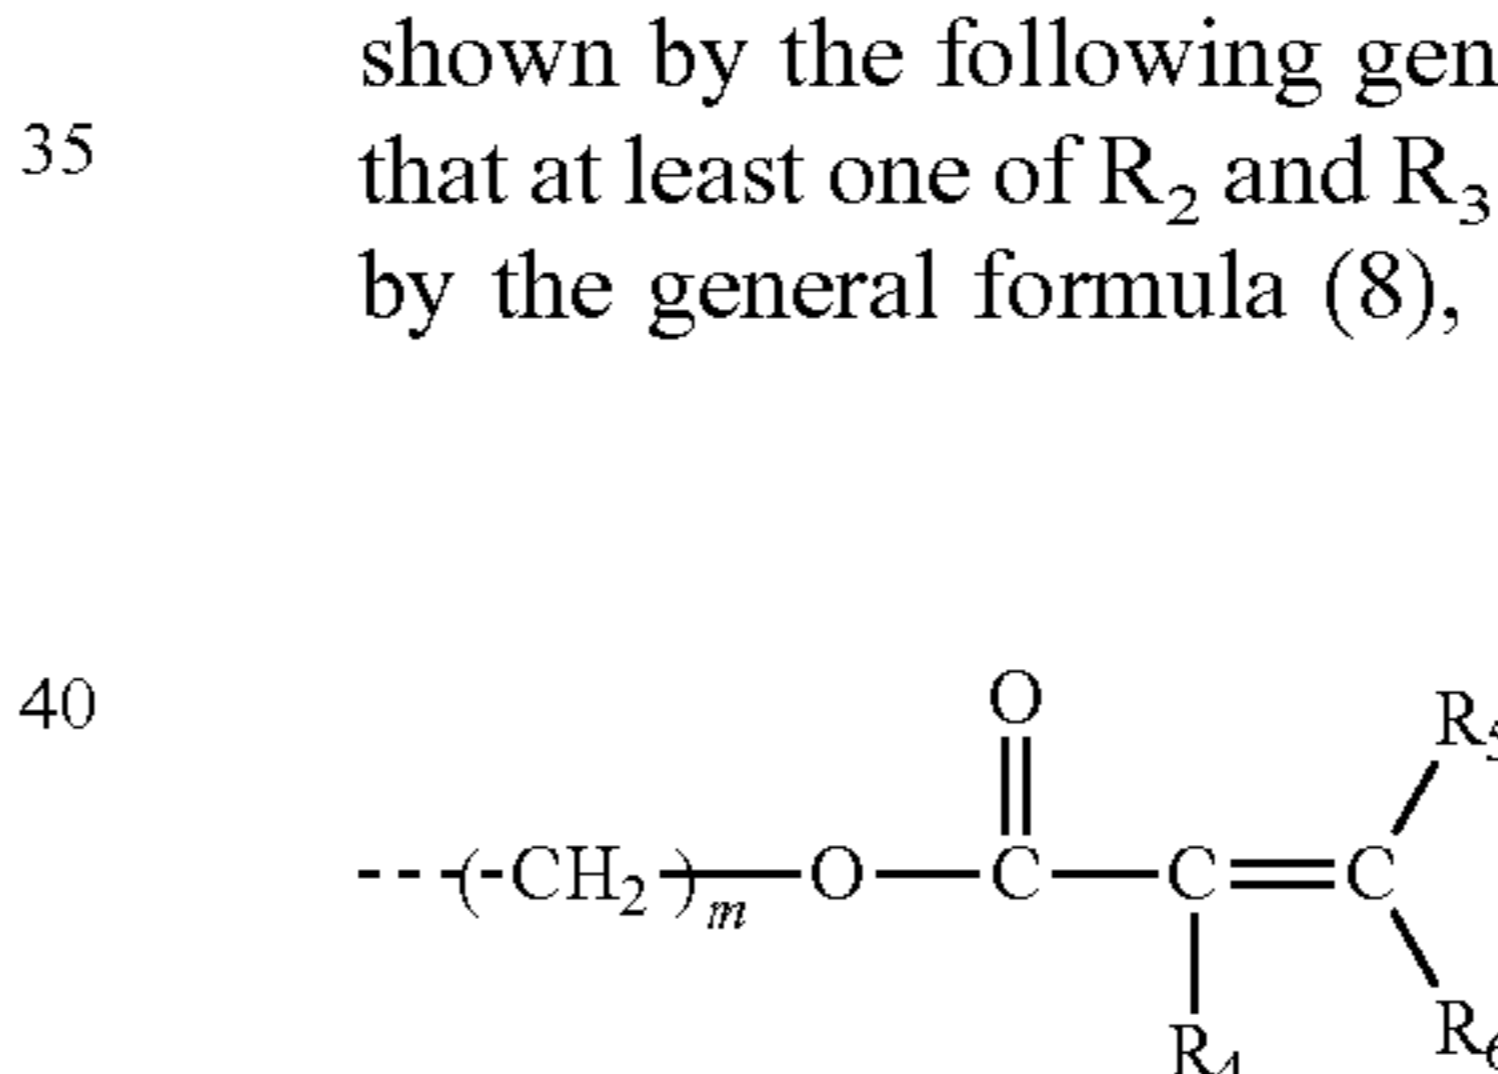 shown by the following gen
35
that at least one of R₂ and R₃
by the general formula (8),
40
O
R₅
---(-CH₂-)ₘ—O—C—C=C
R₄
R₆